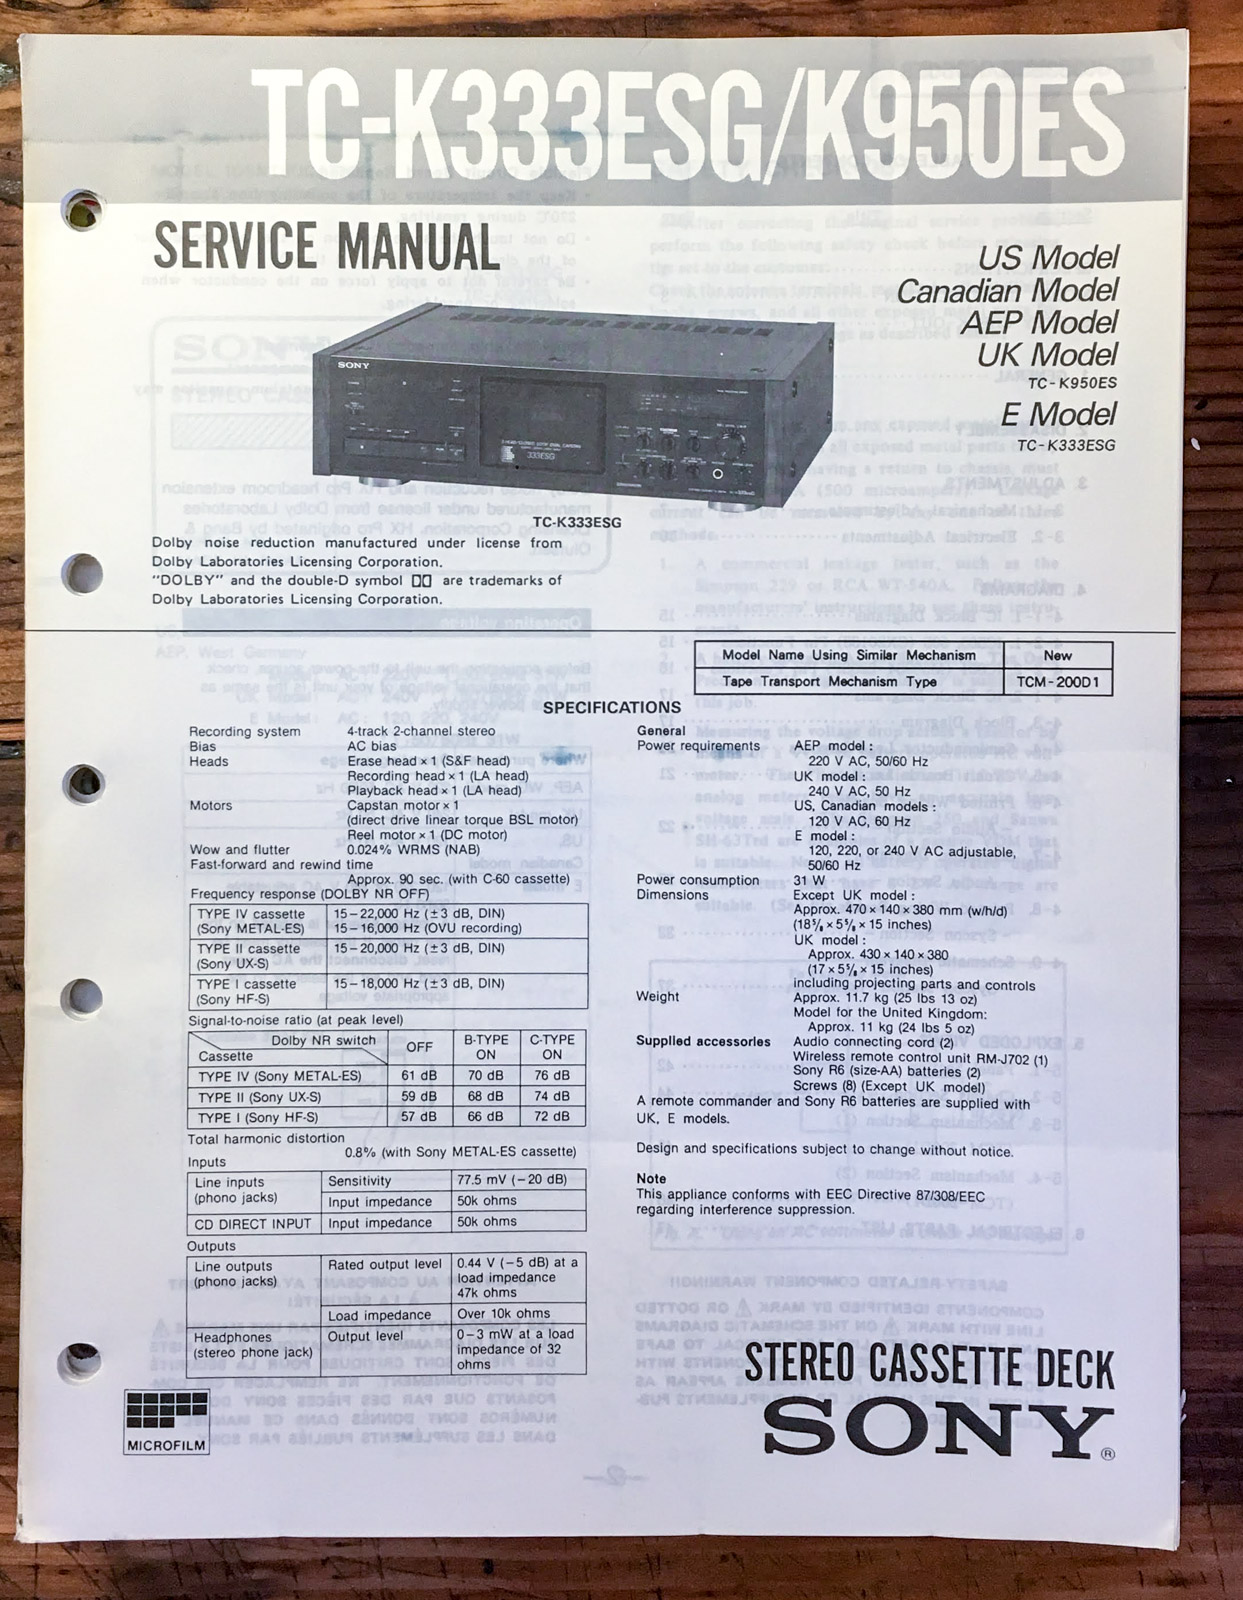 TC-K333ESG/K950ES
SERVICE MANUAL
US Model
Canadian Model
AEP Model
UK Model
TC-K950ES
E Model
TC-K333ESG
SONY
333ESG
TC-K333ESG
Dolby noise reduction manufactured under license from
Dolby Laboratories Licensing Corporation.
“DOLBY” and the double-D symbol are trademarks of
Dolby Laboratories Licensing Corporation.
Model Name Using Similar Mechanism New
Tape Transport Mechanism Type TCM-200D1
SPECIFICATIONS
Recording system 4-track 2-channel stereo
Bias AC bias
Heads Erase head × 1 (S&F head)
Recording head × 1 (LA head)
Playback head × 1 (LA head)
Motors Capstan motor × 1
(direct drive linear torque BSL motor)
Reel motor × 1 (DC motor)
Wow and flutter 0.024% WRMS (NAB)
Fast-forward and rewind time
Approx. 90 sec. (with C-60 cassette)
Frequency response (DOLBY NR OFF)
TYPE IV cassette 15–22,000 Hz (±3 dB, DIN)
(Sony METAL-ES) 15–16,000 Hz (OVU recording)
TYPE II cassette 15–20,000 Hz (±3 dB, DIN)
(Sony UX-S)
TYPE I cassette 15–18,000 Hz (±3 dB, DIN)
(Sony HF-S)
Signal-to-noise ratio (at peak level)
Dolby NR switch OFF B-TYPE ON C-TYPE ON
Cassette
TYPE IV (Sony METAL-ES) 61 dB 70 dB 76 dB
TYPE II (Sony UX-S) 59 dB 68 dB 74 dB
TYPE I (Sony HF-S) 57 dB 66 dB 72 dB
Total harmonic distortion
0.8% (with Sony METAL-ES cassette)
Inputs
Line inputs Sensitivity 77.5 mV (−20 dB)
(phono jacks) Input impedance 50k ohms
CD DIRECT INPUT Input impedance 50k ohms
Outputs
Line outputs Rated output level 0.44 V (−5 dB) at a
(phono jacks) load impedance
47k ohms
Load impedance Over 10k ohms
Headphones Output level 0–3 mW at a load
(stereo phone jack) impedance of 32
ohms
General
Power requirements AEP model:
220 V AC, 50/60 Hz
UK model:
240 V AC, 50 Hz
US, Canadian models:
120 V AC, 60 Hz
E model:
120, 220, or 240 V AC adjustable,
50/60 Hz
Power consumption 31 W
Dimensions Except UK model:
Approx. 470 × 140 × 380 mm (w/h/d)
UK model:
Approx. 430 × 140 × 380
including projecting parts and controls
Weight Approx. 11.7 kg (25 lbs 13 oz)
Model for the United Kingdom:
Approx. 11 kg (24 lbs 5 oz)
Supplied accessories Audio connecting cord (2)
Wireless remote control unit RM-J702 (1)
Sony R6 (size-AA) batteries (2)
Screws (8) (Except UK model)
A remote commander and Sony R6 batteries are supplied with
UK, E models.
Design and specifications subject to change without notice.
Note
This appliance conforms with EEC Directive 87/308/EEC
regarding interference suppression.
MICROFILM
STEREO CASSETTE DECK
SONY®